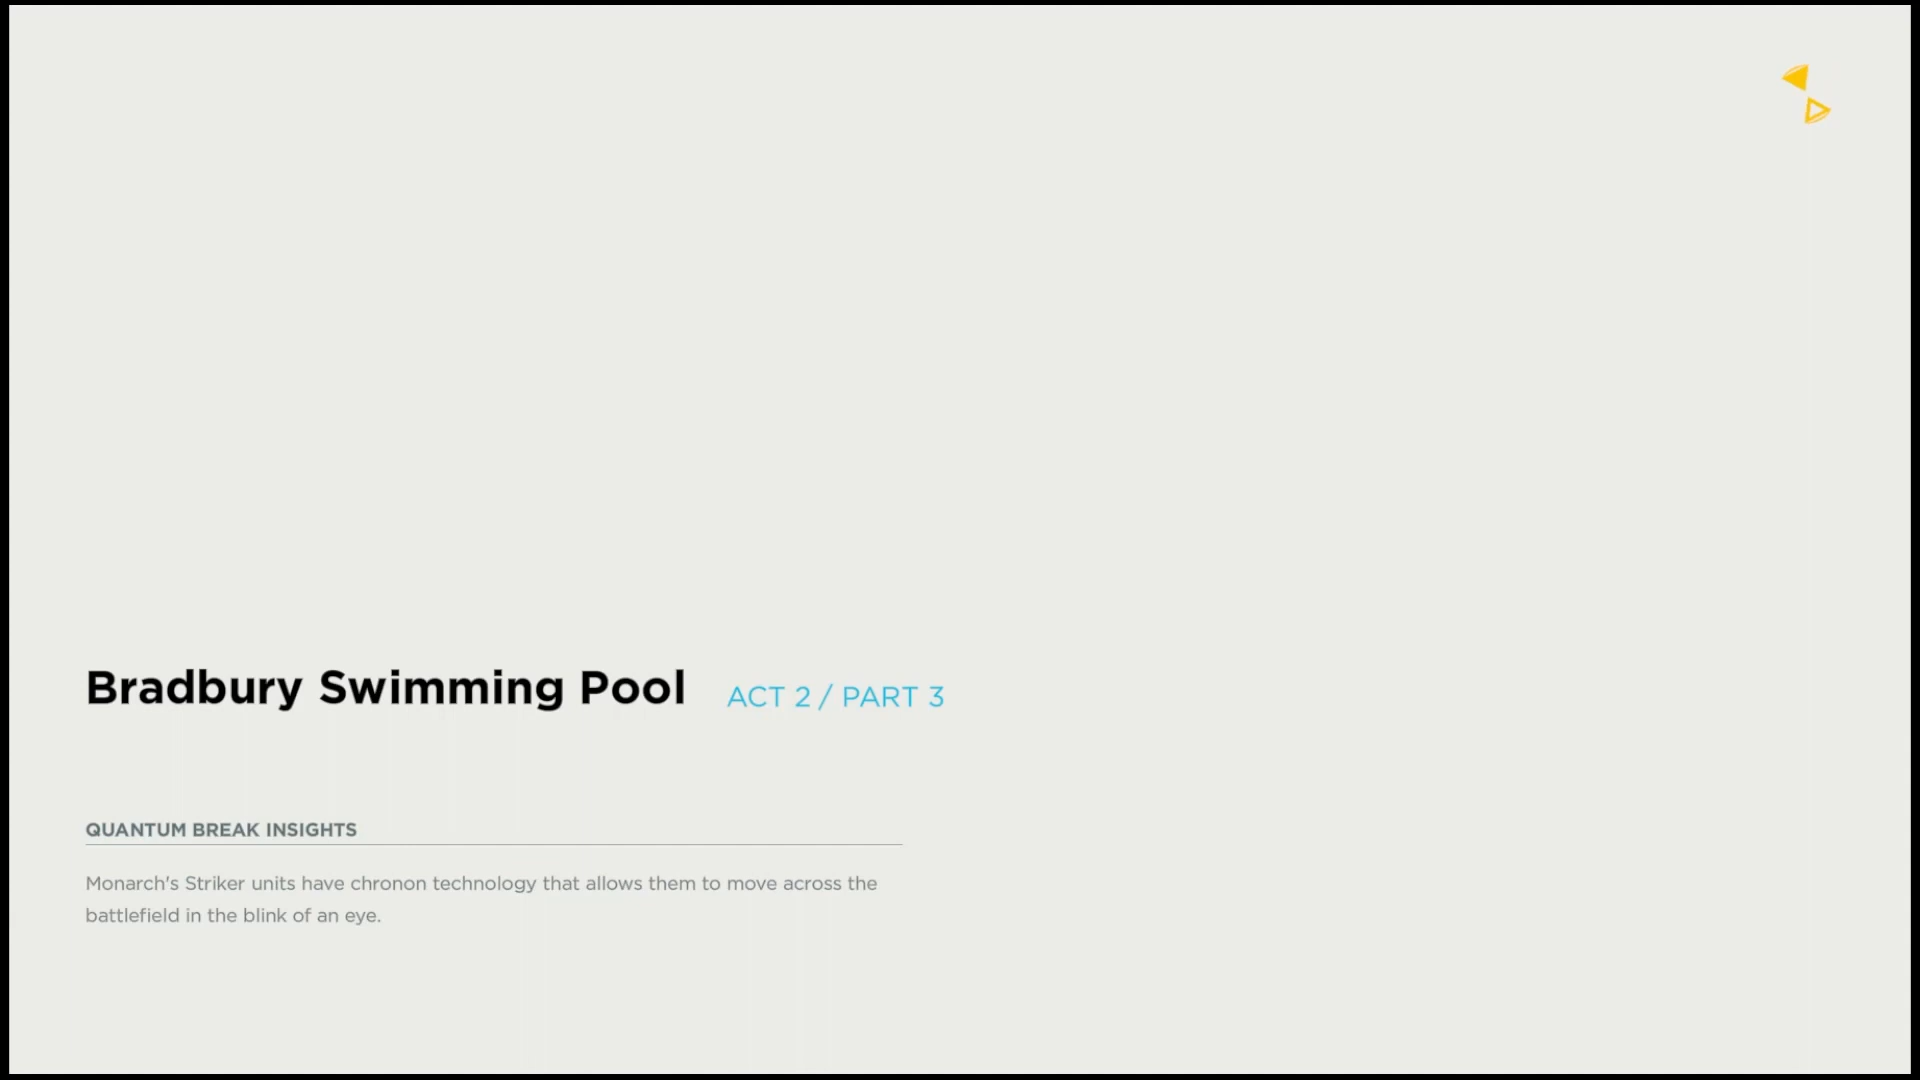 Bradbury Swimming Pool ACT 2 / PART 3
QUANTUM BREAK INSIGHTS
Monarch's Striker units have chronon technology that allows them to move across the
battlefield in the blink of an eye.